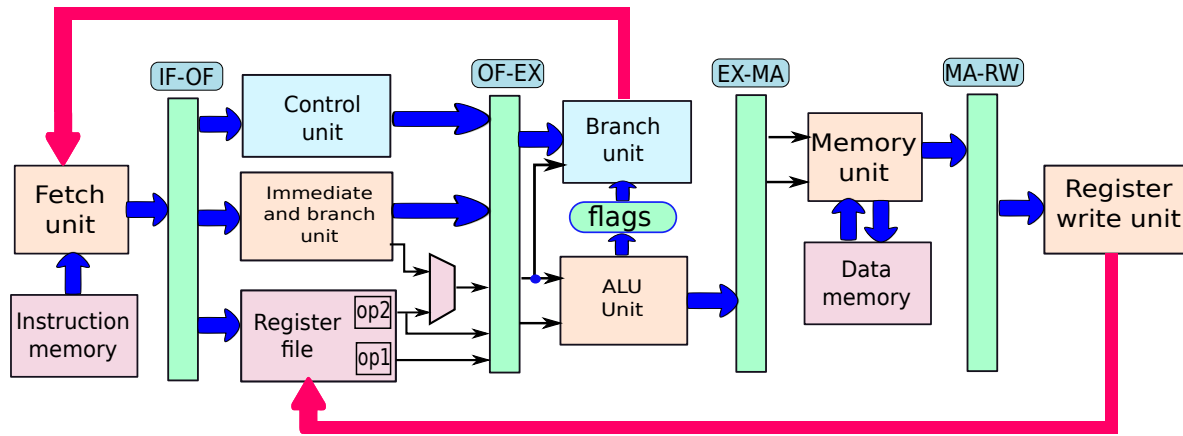 IF-OF
OF-EX
EX-MA
MA-RW
Control
unit
Branch
unit
Memory
unit
Fetch
unit
Immediate
and branch
unit
flags
Register
write unit
Instruction
memory
Register
file
op2
op1
ALU
Unit
Data
memory